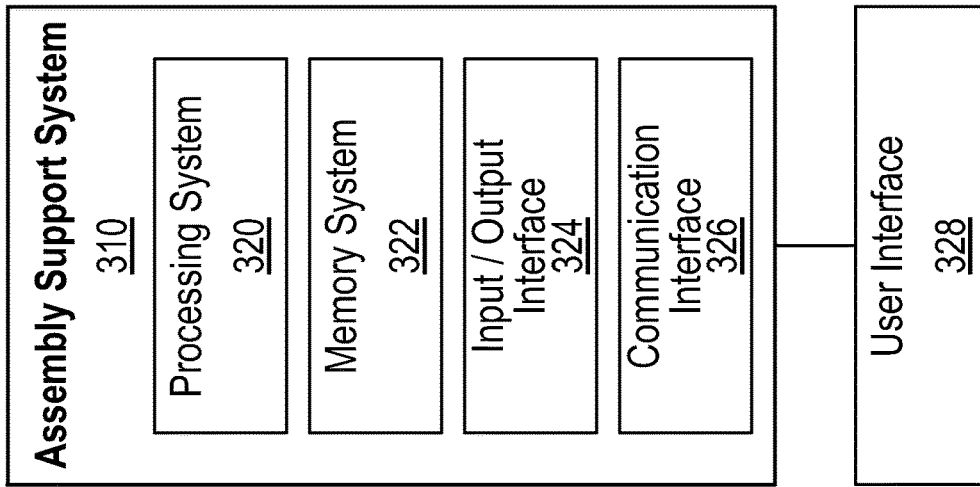 Assembly Support System
310
Processing System
320
Memory System
322
Input / Output
Interface
324
Communication
Interface
326
User Interface
328